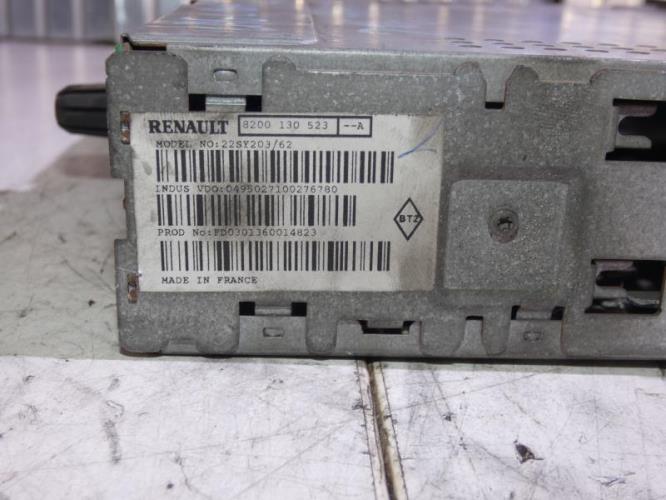 RENAULT 8200 130 523 --A
MODEL NO:22SY203/62
INDUS VDO:0495027100276780
PROD No:FD0301360014823
BTZ
MADE IN FRANCE